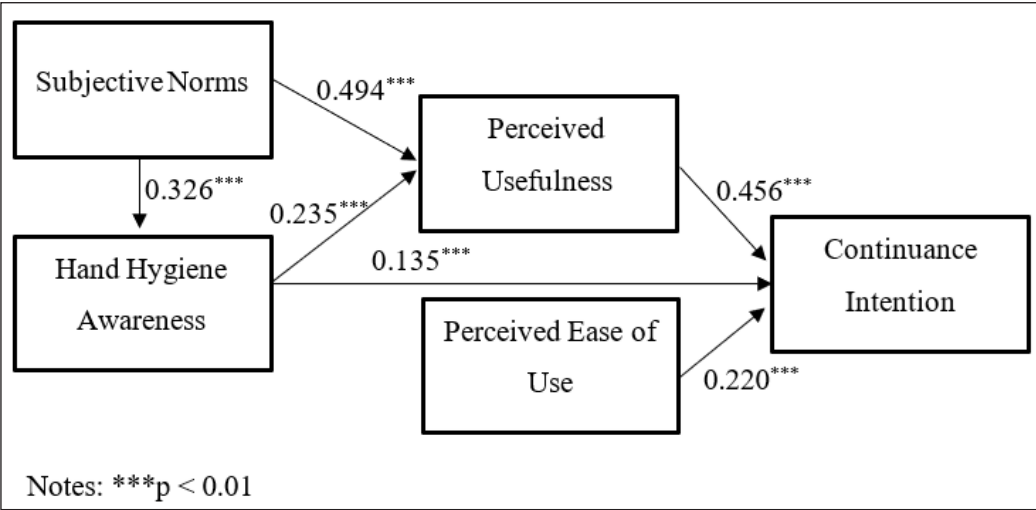 Subjective Norms
0.494***
Perceived
Usefulness
0.326***
0.235***
0.456***
Hand Hygiene
Awareness
0.135***
Continuance
Intention
Perceived Ease of
Use
0.220***
Notes: ***p < 0.01